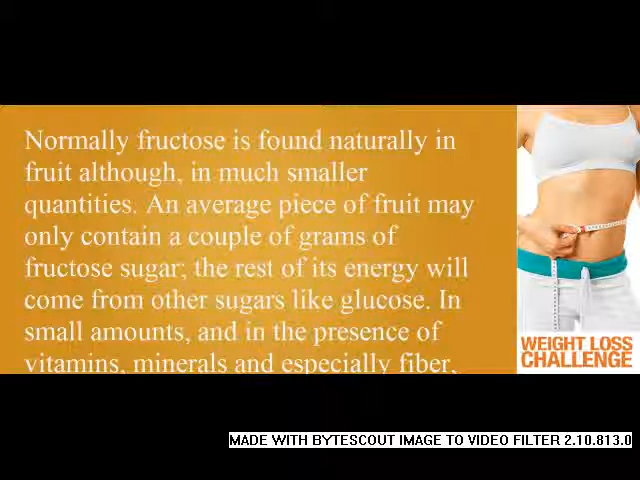 Normally fructose is found naturally in
fruit although, in much smaller
quantities. An average piece of fruit may
only contain a couple of grams of
fructose sugar; the rest of its energy will
come from other sugars like glucose. In
small amounts, and in the presence of
vitamins, minerals and especially fiber,
WEIGHT LOSS
CHALLENGE
MADE WITH BYTESCOUT IMAGE TO VIDEO FILTER 2.10.813.0